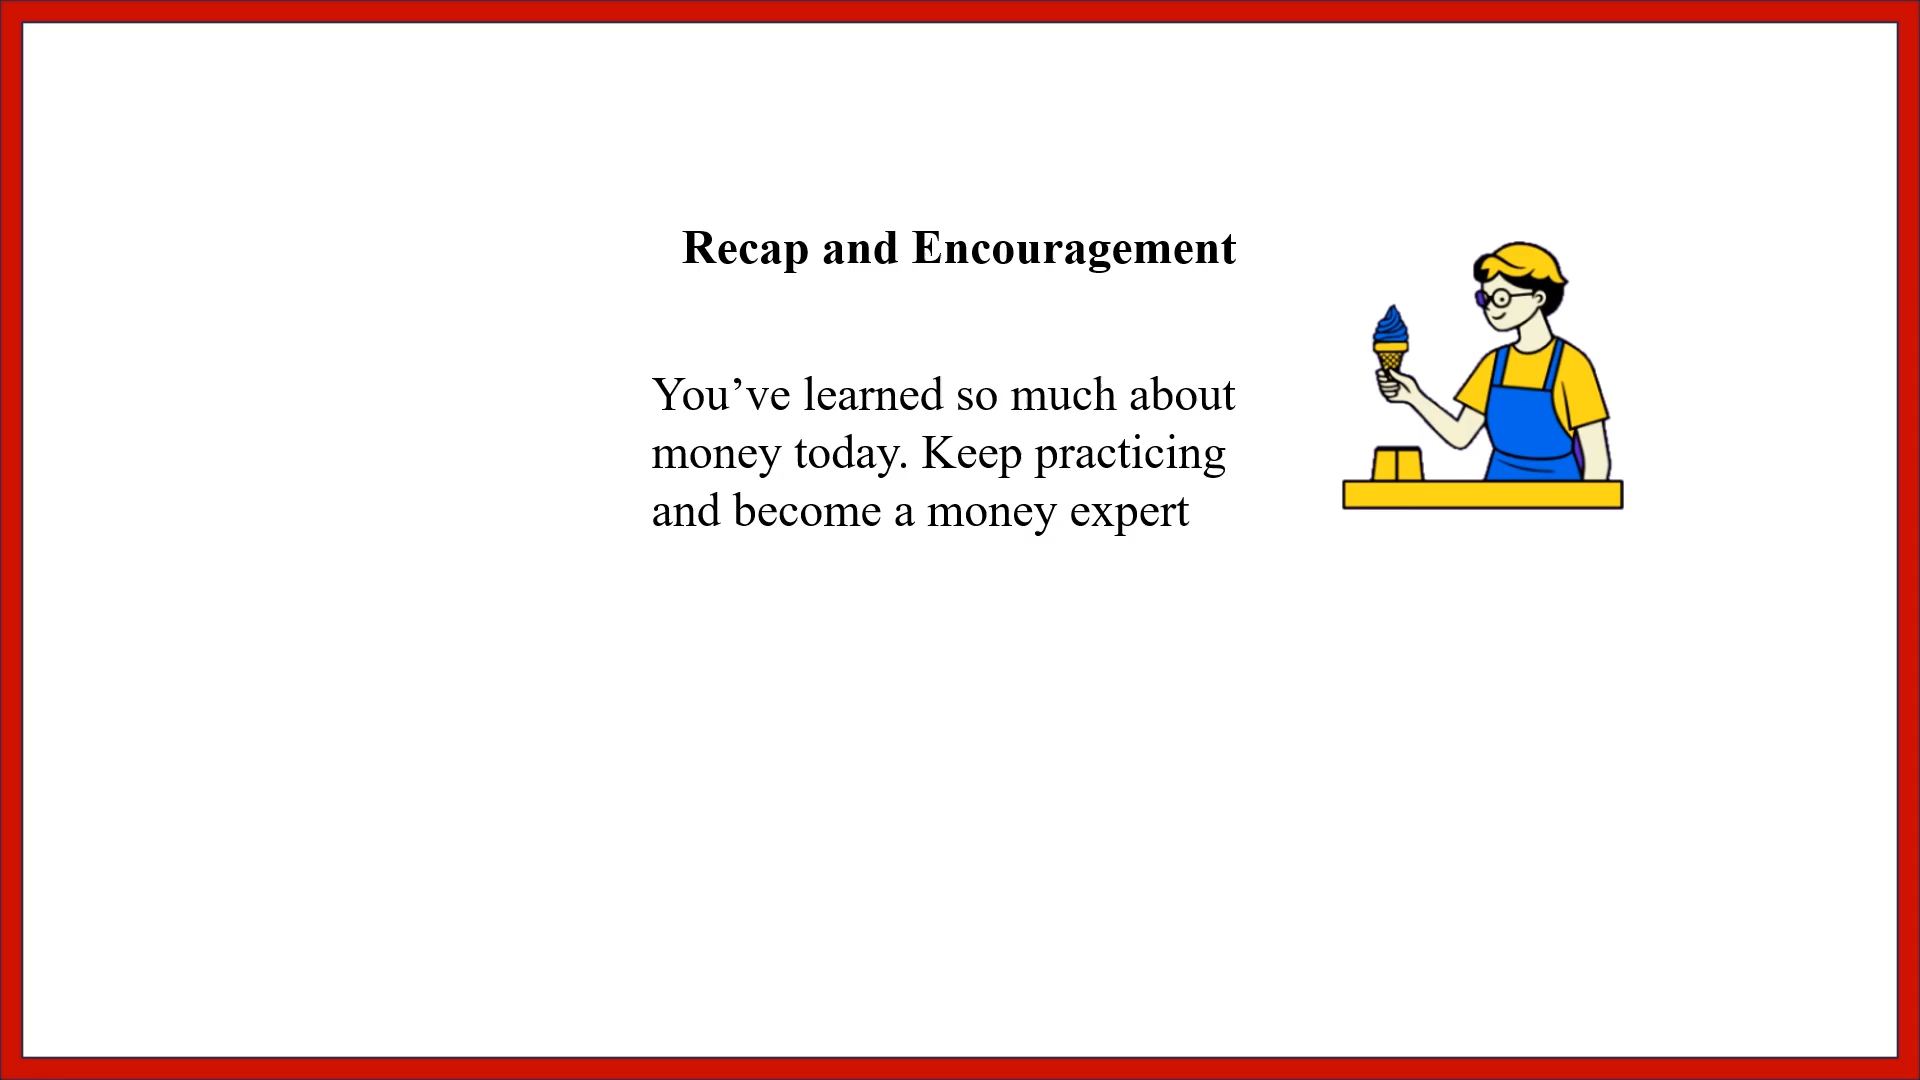 Recap and Encouragement
You’ve learned so much about
money today. Keep practicing
and become a money expert